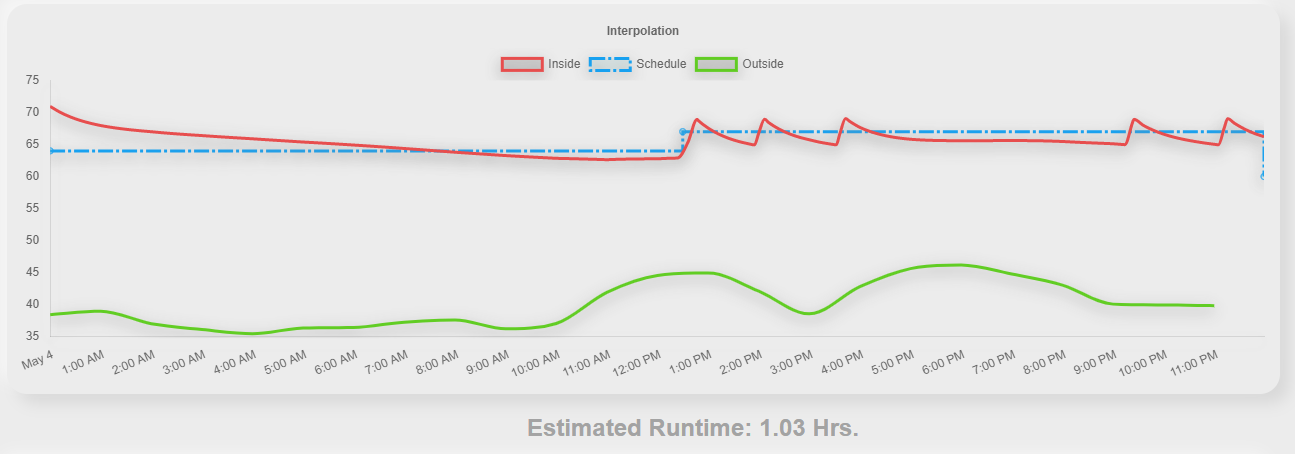 Interpolation
Inside Schedule Outside
75
70
65
60
55
50
45
40
35
May 4 1:00 AM 2:00 AM 3:00 AM 4:00 AM 5:00 AM 6:00 AM 7:00 AM 8:00 AM 9:00 AM 10:00 AM 11:00 AM 12:00 PM 1:00 PM 2:00 PM 3:00 PM 4:00 PM 5:00 PM 6:00 PM 7:00 PM 8:00 PM 9:00 PM 10:00 PM 11:00 PM
Estimated Runtime: 1.03 Hrs.